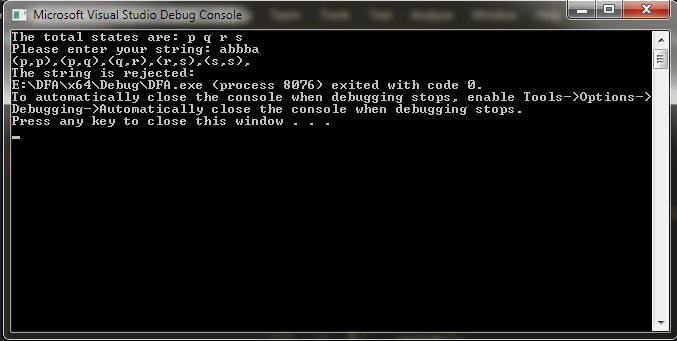 Microsoft Visual Studio Debug Console
The total states are: p q r s
Please enter your string: abbba
(p,p),(p,q),(q,r),(r,s),(s,s),
The string is rejected:
E:\DFA\x64\Debug\DFA.exe (process 8076) exited with code 0.
To automatically close the console when debugging stops, enable Tools->Options->
Debugging->Automatically close the console when debugging stops.
Press any key to close this window . . .